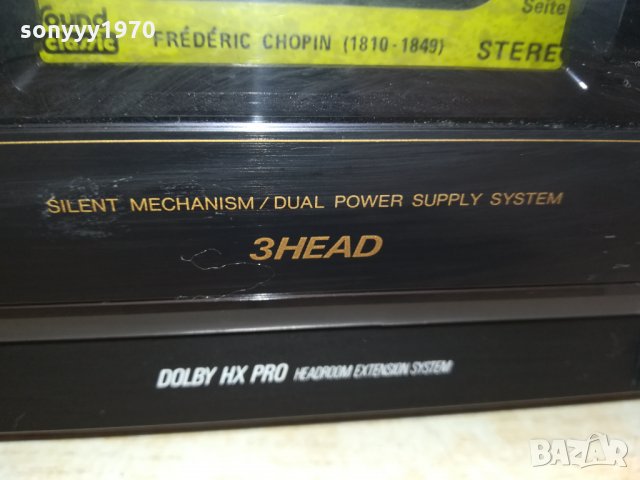 sonyyy1970
Seite
sound
classic
FRÉDÉRIC CHOPIN (1810-1849) STERE
SILENT MECHANISM / DUAL POWER SUPPLY SYSTEM
3HEAD
DOLBY HX PRO HEADROOM EXTENSION SYSTEM
BAZAR